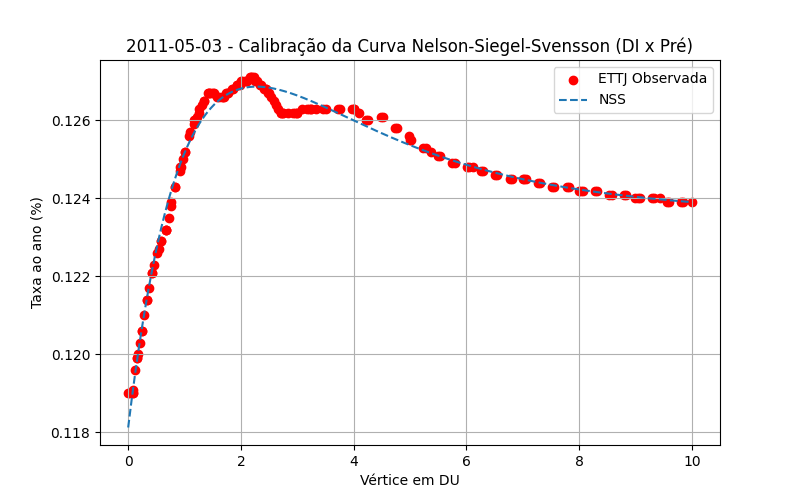 2011-05-03 - Calibração da Curva Nelson-Siegel-Svensson (DI x Pré)
ETTJ Observada
NSS
0.126
0.124
0.122
0.120
0.118
Taxa ao ano (%)
0 2 4 6 8 10
Vértice em DU